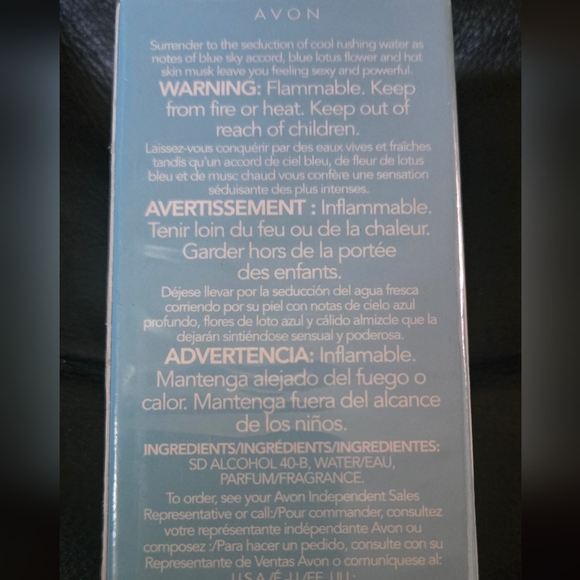 AVON
Surrender to the seduction of cool rushing water as
notes of blue sky accord, blue lotus flower and hot
skin musk leave you feeling sexy and powerful.
WARNING: Flammable. Keep
from fire or heat. Keep out of
reach of children.
Laissez-vous conquérir par des eaux vives et fraîches
tandis qu'un accord de ciel bleu, de fleur de lotus
bleu et de musc chaud vous confère une sensation
séduisante des plus intenses.
AVERTISSEMENT : Inflammable.
Tenir loin du feu ou de la chaleur.
Garder hors de la portée
des enfants.
Déjese llevar por la seducción del agua fresca
corriendo por su piel con notas de cielo azul
profundo, flores de loto azul y cálido almizcle que la
dejarán sintiéndose sensual y poderosa.
ADVERTENCIA: Inflamable.
Mantenga alejado del fuego o
calor. Mantenga fuera del alcance
de los niños.
INGREDIENTS/INGRÉDIENTS/INGREDIENTES:
SD ALCOHOL 40-B, WATER/EAU,
PARFUM/FRAGRANCE.
To order, see your Avon Independent Sales
Representative or call:/Pour commander, consultez
votre représentante indépendante Avon ou
composez :/Para hacer un pedido, consulte con su
Representante de Ventas Avon o comuníquese al:
U.S.A/É.-U./EE. UU.: